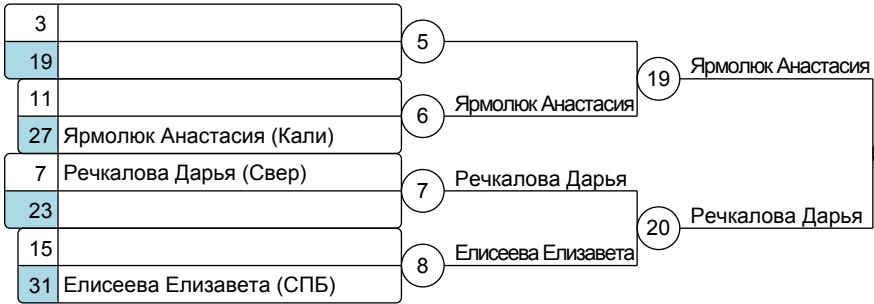 3
5
19
19
Ярмолюк Анастасия
11
6
Ярмолюк Анастасия
27 Ярмолюк Анастасия (Кали)
7 Речкалова Дарья (Свер)
7
Речкалова Дарья
23
20
Речкалова Дарья
15
8
Елисеева Елизавета
31 Елисеева Елизавета (СПБ)